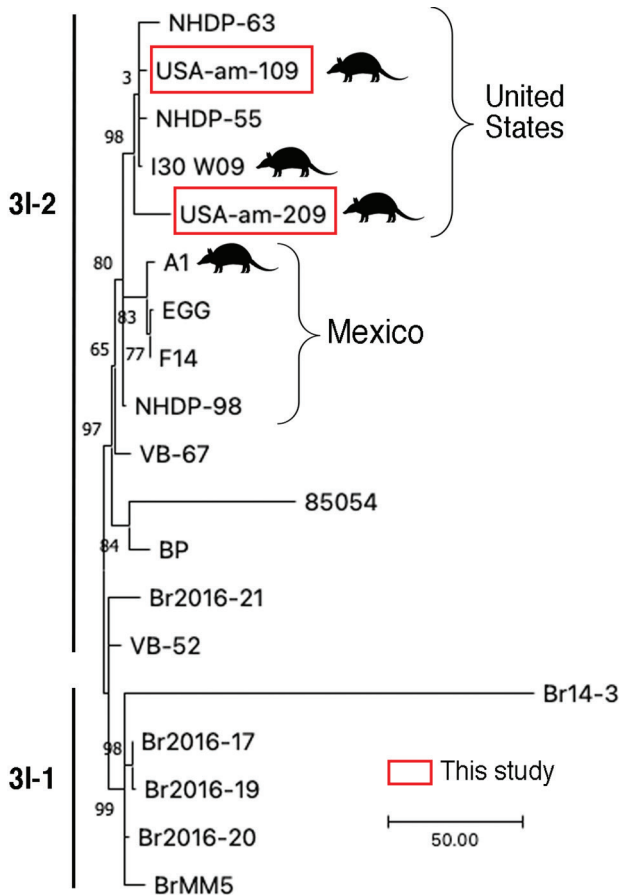 NHDP-63
3
USA-am-109
98
NHDP-55
United
States
I30 W09
3I-2
USA-am-209
80
A1
83
EGG
Mexico
65
77
F14
NHDP-98
97
VB-67
85054
84
BP
Br2016-21
VB-52
Br14-3
98
Br2016-17
3I-1
This study
99
Br2016-19
50.00
Br2016-20
BrMM5